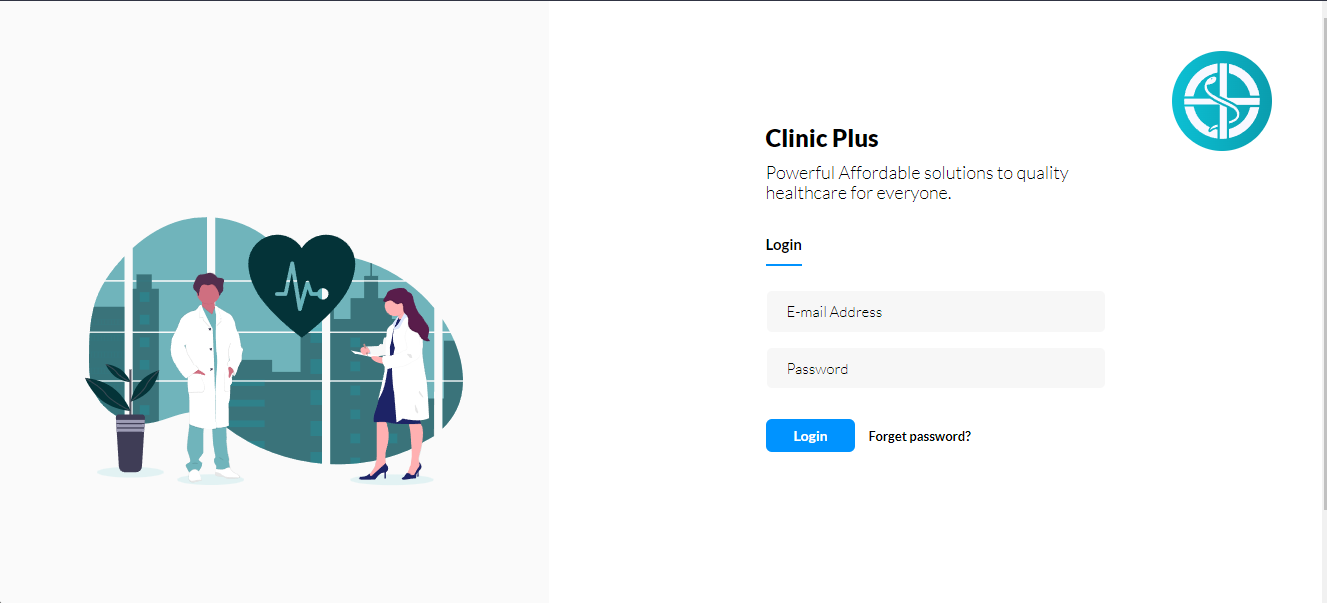 Clinic Plus
Powerful Affordable solutions to quality
healthcare for everyone.
Login
E-mail Address
Password
Login Forget password?